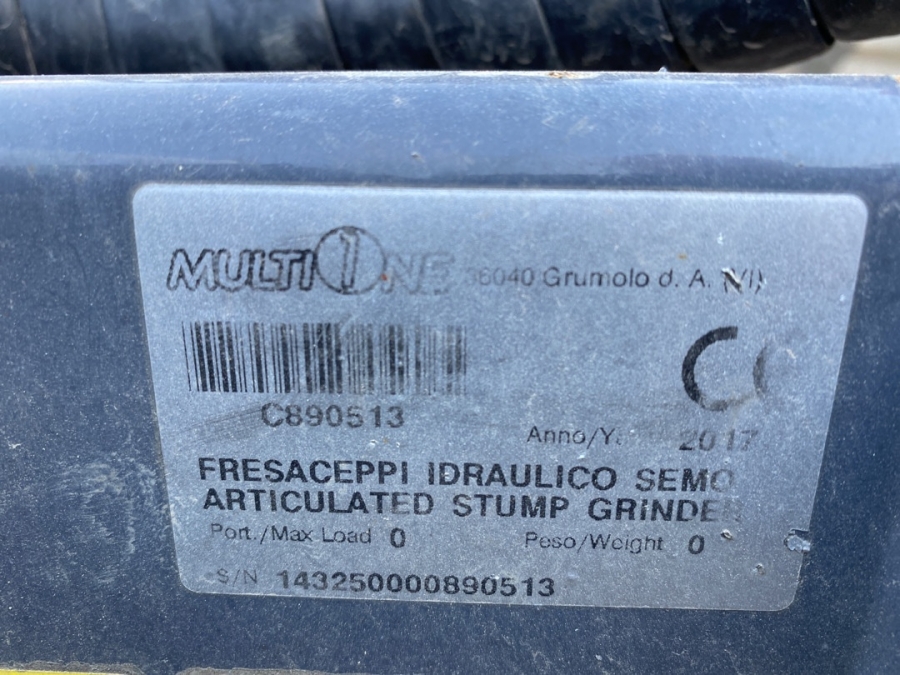 MULTIONE 36040 Grumolo d. A. (VI)
CE
C890513
Anno/Y. 2017
FRESACEPPI IDRAULICO SEMO
ARTICULATED STUMP GRINDER
Port./Max Load 0 Peso/Weight 0
S/N 143250000890513